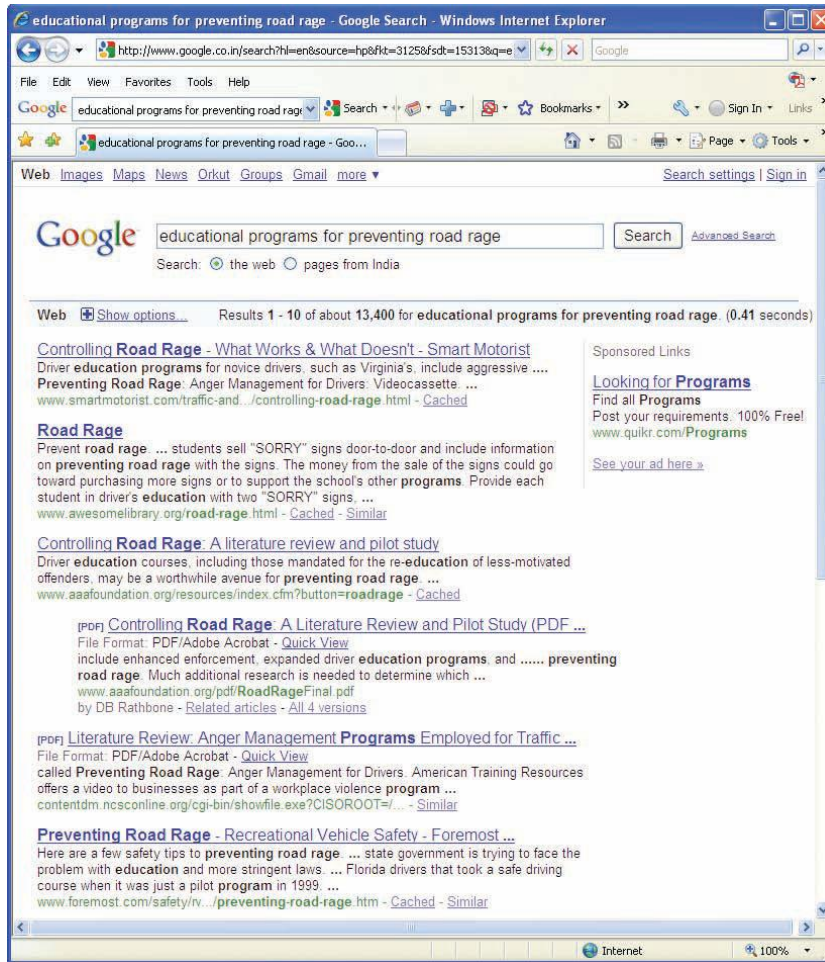 educational programs for preventing road rage - Google Search - Windows Internet Explorer
http://www.google.co.in/search?hl=en&source=hp&fkt=3125&fsdt=15313&q=e
Google
File Edit View Favorites Tools Help
Google educational programs for preventing road rage Search Bookmarks Sign In Links
educational programs for preventing road rage - Goo... Page Tools
Web Images Maps News Orkut Groups Gmail more ▼ Search settings | Sign in
Google educational programs for preventing road rage Search Advanced Search
Search: the web pages from India
Web Show options... Results 1 - 10 of about 13,400 for educational programs for preventing road rage. (0.41 seconds)
Controlling Road Rage - What Works & What Doesn't - Smart Motorist
Driver education programs for novice drivers, such as Virginia's, include aggressive ....
Preventing Road Rage: Anger Management for Drivers: Videocassette. ...
www.smartmotorist.com/traffic-and.../controlling-road-rage.html - Cached
Road Rage
Prevent road rage. ... students sell "SORRY" signs door-to-door and include information
on preventing road rage with the signs. The money from the sale of the signs could go
toward purchasing more signs or to support the school's other programs. Provide each
student in driver's education with two "SORRY" signs, ...
www.awesomelibrary.org/road-rage.html - Cached - Similar
Controlling Road Rage: A literature review and pilot study
Driver education courses, including those mandated for the re-education of less-motivated
offenders, may be a worthwhile avenue for preventing road rage. ...
www.aaafoundation.org/resources/index.cfm?button=roadrage - Cached
[PDF] Controlling Road Rage: A Literature Review and Pilot Study (PDF ...
File Format: PDF/Adobe Acrobat - Quick View
include enhanced enforcement, expanded driver education programs, and ...... preventing
road rage. Much additional research is needed to determine which ...
www.aaafoundation.org/pdf/RoadRageFinal.pdf
by DB Rathbone - Related articles - All 4 versions
[PDF] Literature Review: Anger Management Programs Employed for Traffic ...
File Format: PDF/Adobe Acrobat - Quick View
called Preventing Road Rage: Anger Management for Drivers. American Training Resources
offers a video to businesses as part of a workplace violence program ...
contentdm.ncsconline.org/cgi-bin/showfile.exe?CISOROOT=/... - Similar
Preventing Road Rage - Recreational Vehicle Safety - Foremost ...
Here are a few safety tips to preventing road rage. ... state government is trying to face the
problem with education and more stringent laws. ... Florida drivers that took a safe driving
course when it was just a pilot program in 1999. ...
www.foremost.com/safety/rv.../preventing-road-rage.htm - Cached - Similar
Sponsored Links
Looking for Programs
Find all Programs
Post your requirements. 100% Free!
www.quikr.com/Programs
See your ad here »
Internet 100%